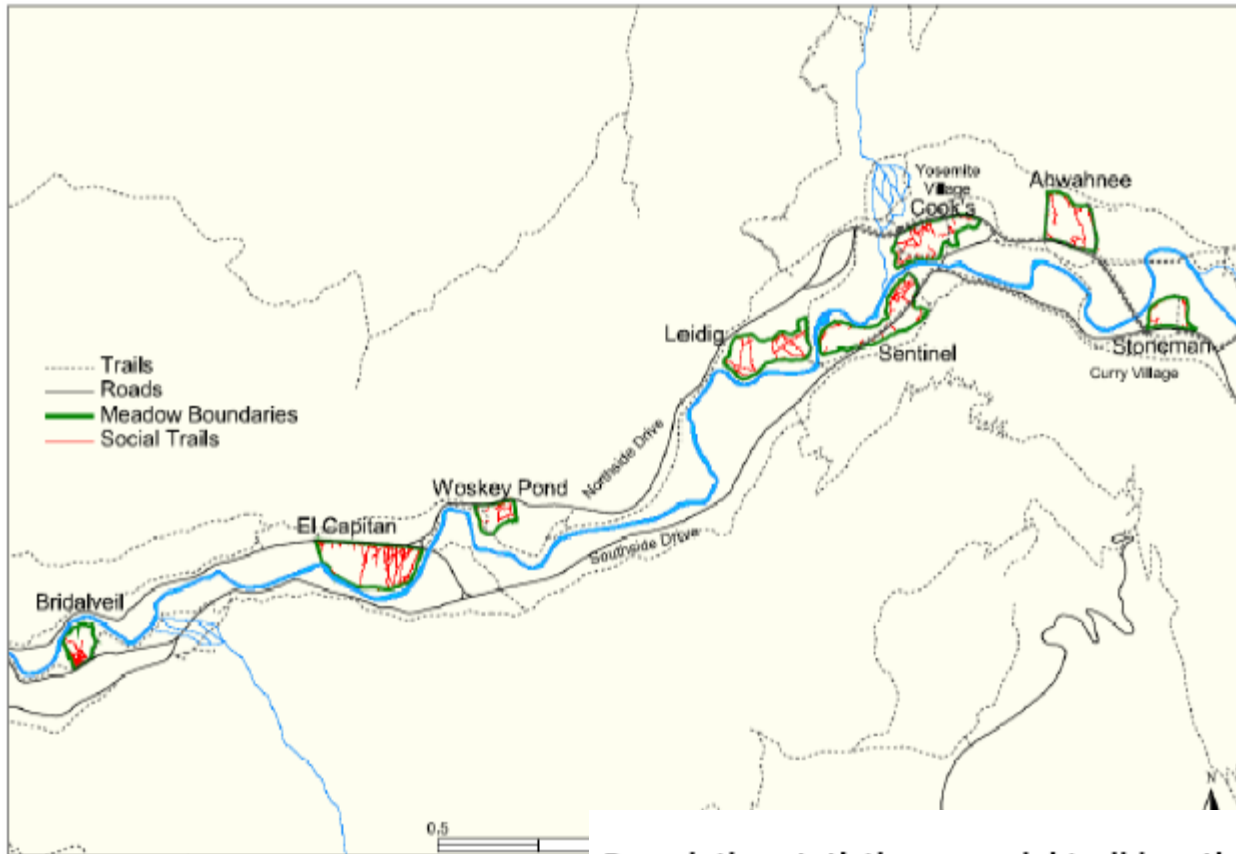 Yosemite
Village
Ahwahnee
Cook's
Leidig
Sentinel
Stoneman
Curry Village
Trails
Roads
Meadow Boundaries
Social Trails
Northside Drive
Woskey Pond
El Capitan
Southside Drive
Bridalveil
N
0.5